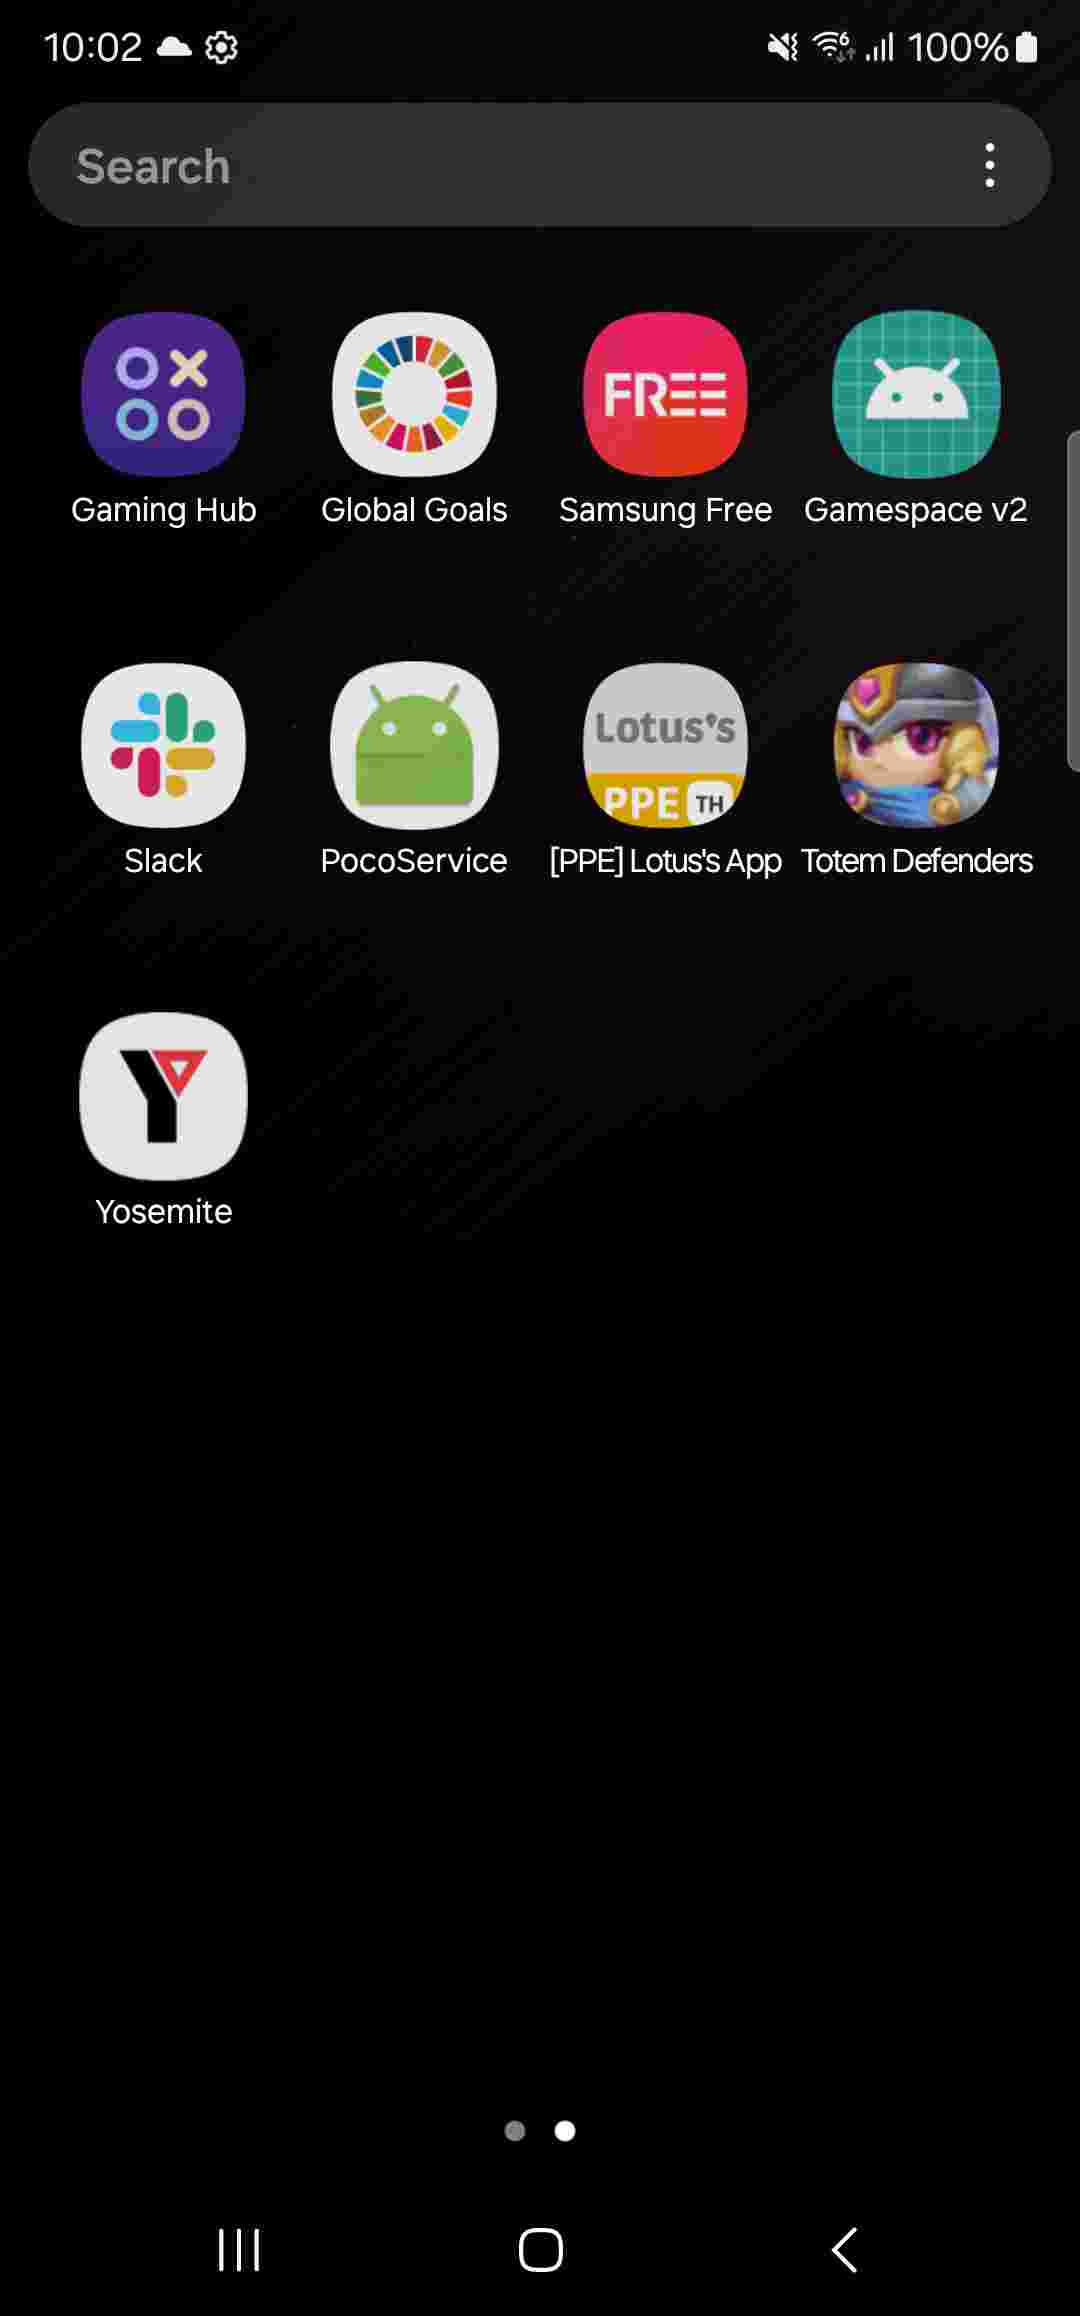 10:02 100%
Search
FREE
Gaming Hub Global Goals Samsung Free Gamespace v2
Lotus's
PPE TH
Slack PocoService [PPE] Lotus's App Totem Defenders
Y
Yosemite